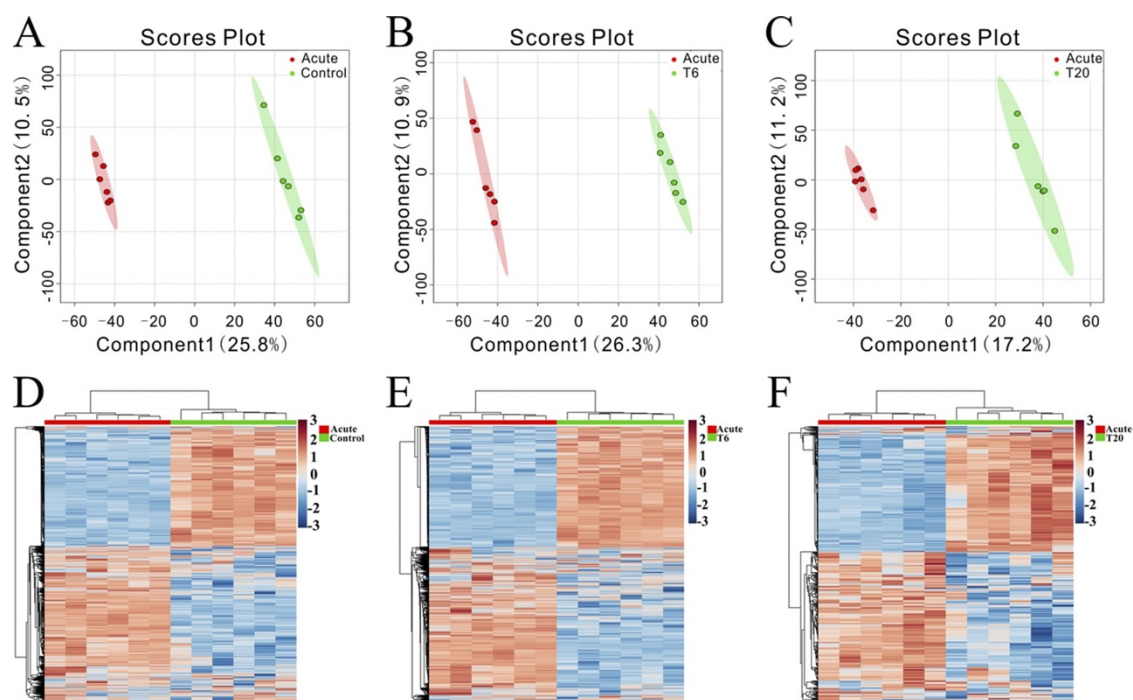 A
Scores Plot
Acute
Control
Component2 (10. 5%)
100
50
0
-50
-100
-60 -40 -20 0 20 40 60
Component1 (25.8%)
B
Scores Plot
Acute
T6
Component2 (10. 9%)
100
50
0
-50
-100
-60 -40 -20 0 20 40 60
Component1 (26.3%)
C
Scores Plot
Acute
T20
Component2 (11. 2%)
100
50
0
-50
-100
-40 -20 0 20 40 60
Component1 (17.2%)
D
3
2
1
0
-1
-2
-3
Acute
Control
E
3
2
1
0
-1
-2
-3
Acute
T6
F
3
2
1
0
-1
-2
-3
Acute
T20